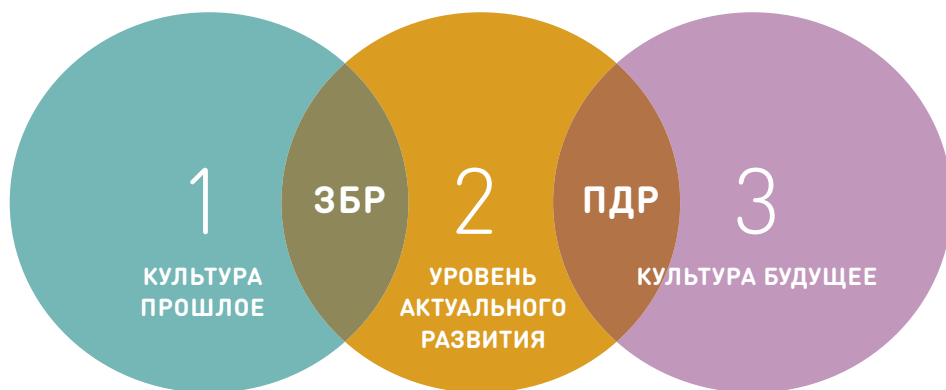 1
КУЛЬТУРА
ПРОШЛОЕ
ЗБР
2
УРОВЕНЬ
АКТУАЛЬНОГО
РАЗВИТИЯ
ПДР
3
КУЛЬТУРА БУДУЩЕЕ